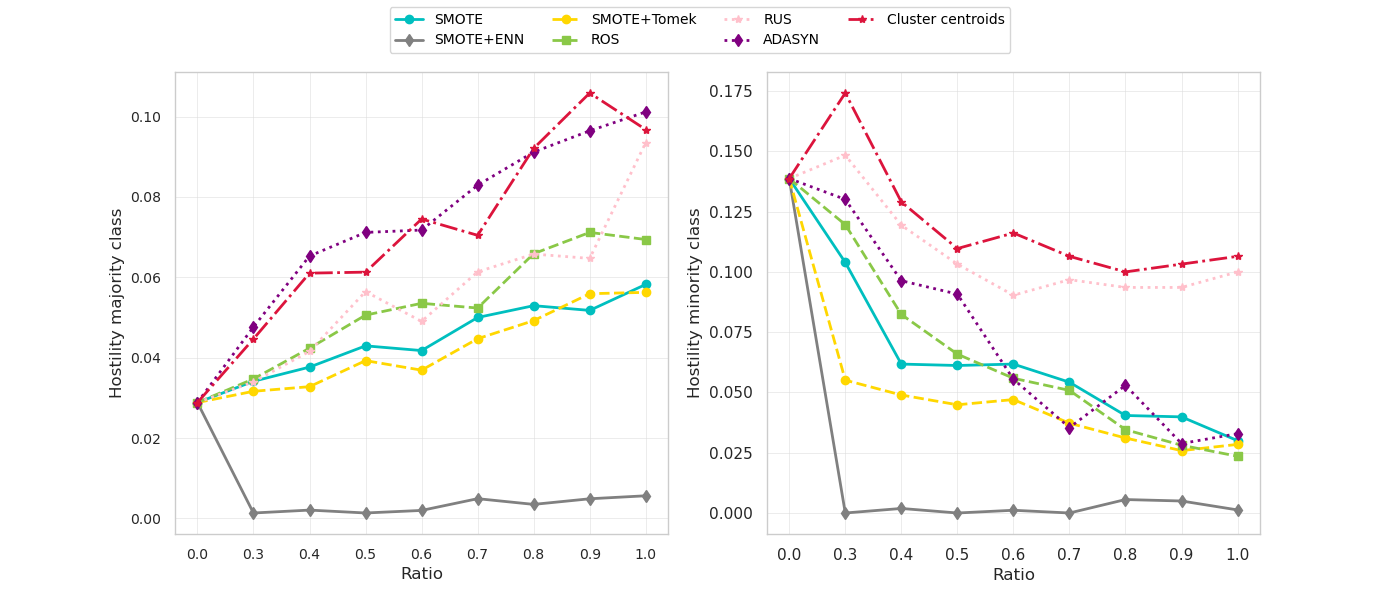 SMOTE SMOTE+Tomek RUS Cluster centroids
SMOTE+ENN ROS ADASYN
Hostility majority class
0.10
0.08
0.06
0.04
0.02
0.00
0.0 0.3 0.4 0.5 0.6 0.7 0.8 0.9 1.0
Ratio
Hostility minority class
0.175
0.150
0.125
0.100
0.075
0.050
0.025
0.000
0.0 0.3 0.4 0.5 0.6 0.7 0.8 0.9 1.0
Ratio